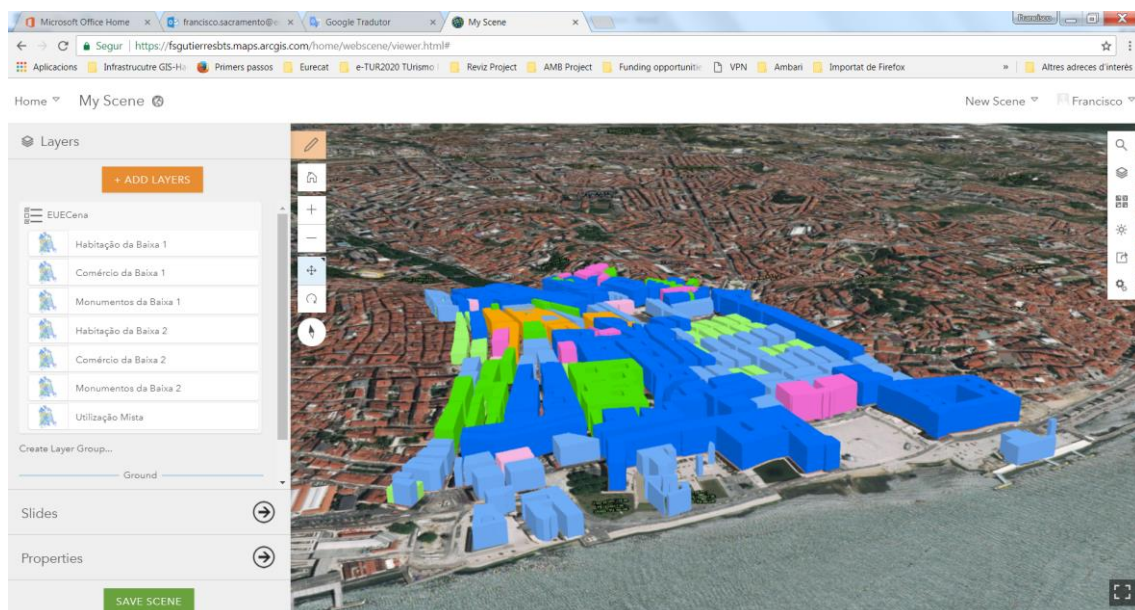 Microsoft Office Home
francisco.sacramento@e
Google Tradutor
My Scene
Francisco
Segur | https://fsgutierresbts.maps.arcgis.com/home/webscene/viewer.html#
Aplicacions
Infrastrucutre GIS-Ha
Primers passos
Eurecat
e-TUR2020 TUrismo
Reviz Project
AMB Project
Funding opportunitie
VPN
Ambari
Importat de Firefox
»
Altres adreces d'interès
Home
My Scene
New Scene
Francisco
Layers
+ ADD LAYERS
EUECena
Habitação da Baixa 1
Comércio da Baixa 1
Monumentos da Baixa 1
Habitação da Baixa 2
Comércio da Baixa 2
Monumentos da Baixa 2
Utilização Mista
Create Layer Group...
Ground
Slides
Properties
SAVE SCENE